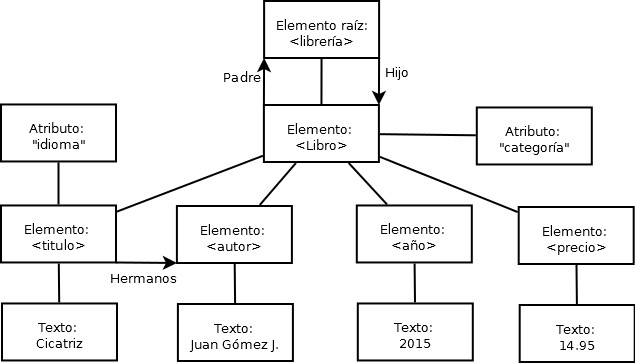 Elemento raíz:
<librería>
Padre
Hijo
Atributo:
"idioma"
Elemento:
<Libro>
Atributo:
"categoría"
Elemento:
<titulo>
Elemento:
<autor>
Elemento:
<año>
Elemento:
<precio>
Hermanos
Texto:
Cicatriz
Texto:
Juan Gómez J.
Texto:
2015
Texto:
14.95